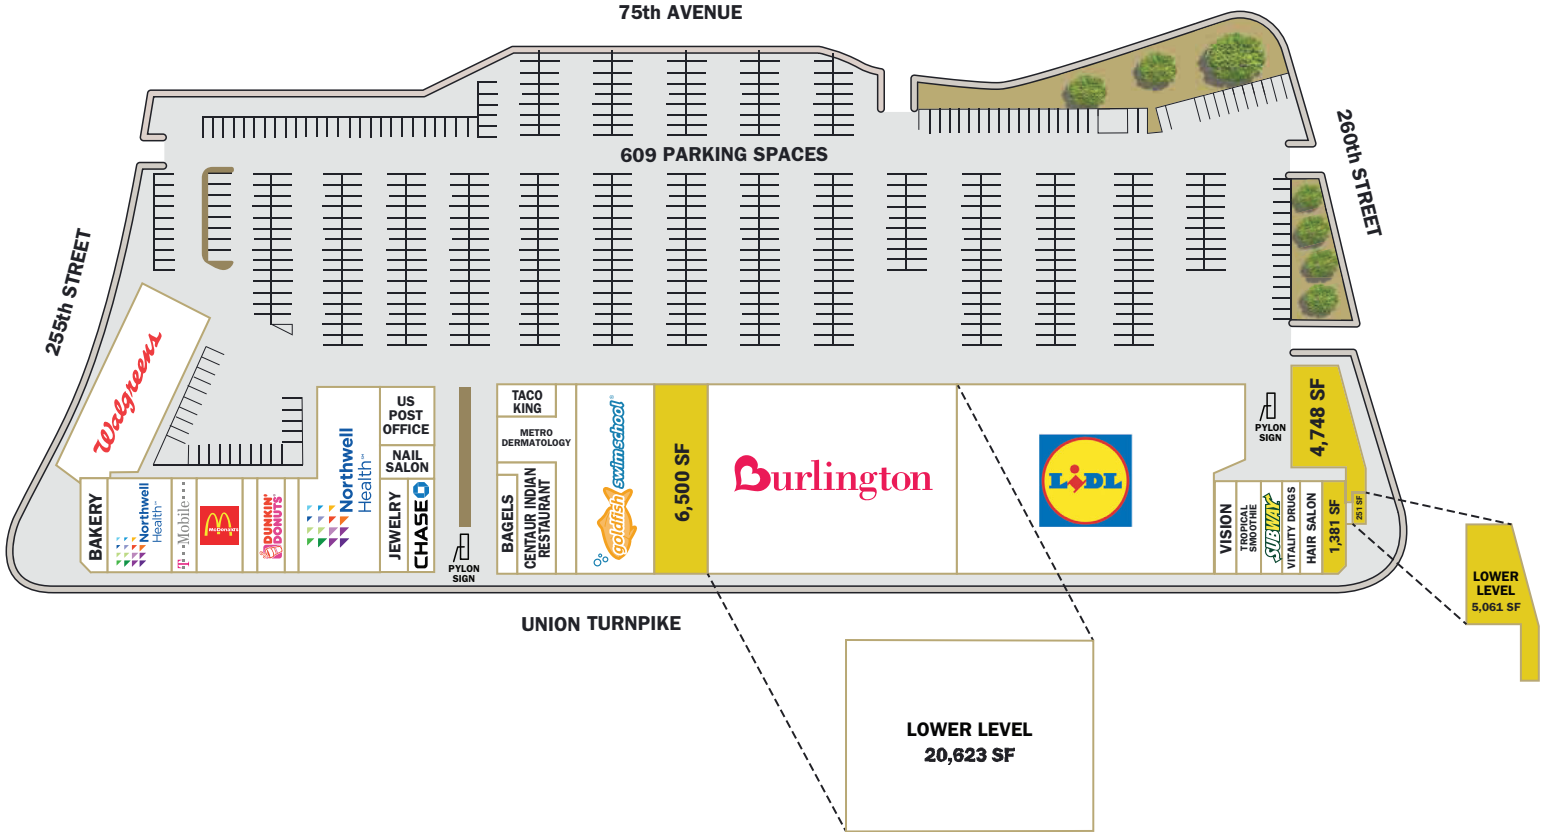 75th AVENUE
609 PARKING SPACES
260th STREET
255th STREET
Walgreens
BAKERY
Northwell
Health℠
T··Mobile···
McDonald's
DUNKIN'
DONUTS
Northwell
Health℠
US
POST
OFFICE
NAIL
SALON
JEWELRY
CHASE
PYLON
SIGN
TACO
KING
METRO
DERMATOLOGY
BAGELS
CENTAUR INDIAN
RESTAURANT
goldfish swim school®
6,500 SF
Burlington
LiDL
PYLON
SIGN
4,748 SF
VISION
TROPICAL
SMOOTHIE
SUBWAY
VITALITY DRUGS
HAIR SALON
1,381 SF
251 SF
LOWER
LEVEL
5,061 SF
UNION TURNPIKE
LOWER LEVEL
20,623 SF